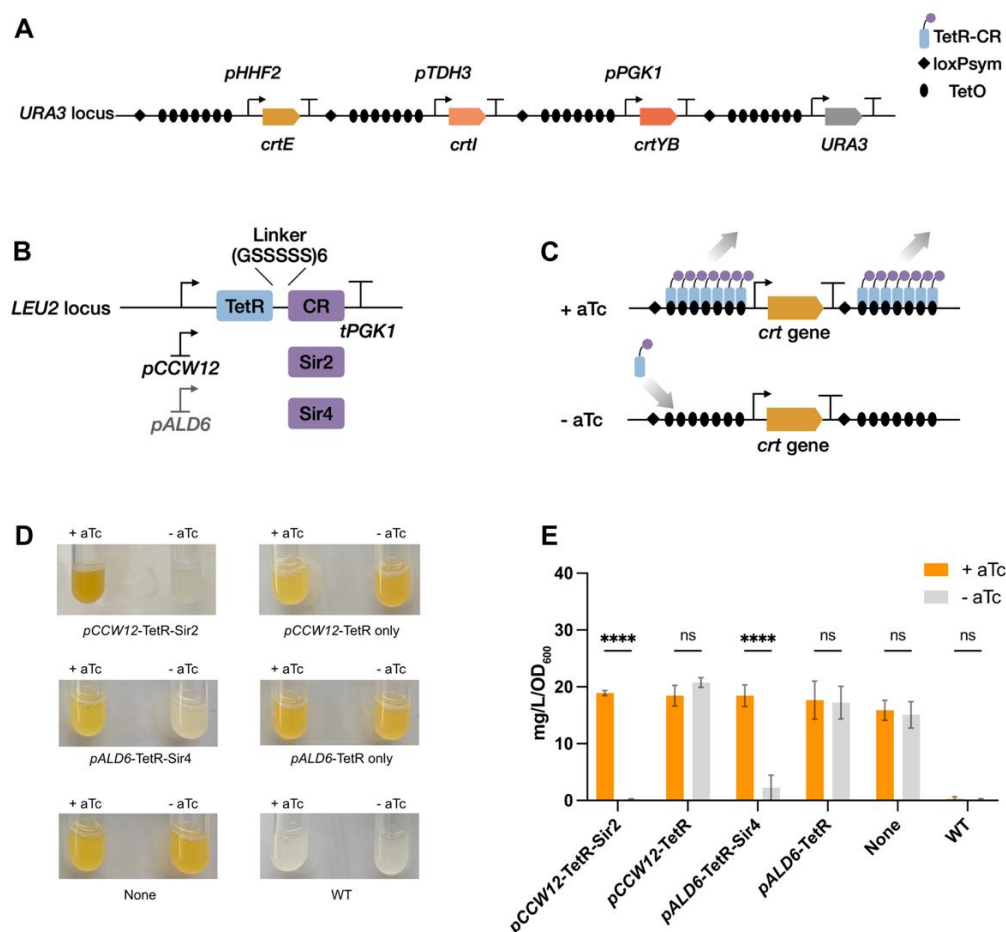 A
pHHF2
pTDH3
pPGK1
TetR-CR
loxPsym
TetO
URA3 locus
crtE
crtI
crtYB
URA3
B
Linker
(GSSSSS)6
LEU2 locus
TetR
CR
tPGK1
pCCW12
Sir2
pALD6
Sir4
C
+ aTc
crt gene
- aTc
crt gene
D
+ aTc
- aTc
+ aTc
- aTc
pCCW12-TetR-Sir2
pCCW12-TetR only
+ aTc
- aTc
+ aTc
- aTc
pALD6-TetR-Sir4
pALD6-TetR only
+ aTc
- aTc
+ aTc
- aTc
None
WT
E
+ aTc
- aTc
mg/L/OD600
40
30
20
10
0
****
ns
****
ns
ns
ns
pCCW12-TetR-Sir2
pCCW12-TetR
pALD6-TetR-Sir4
pALD6-TetR
None
WT